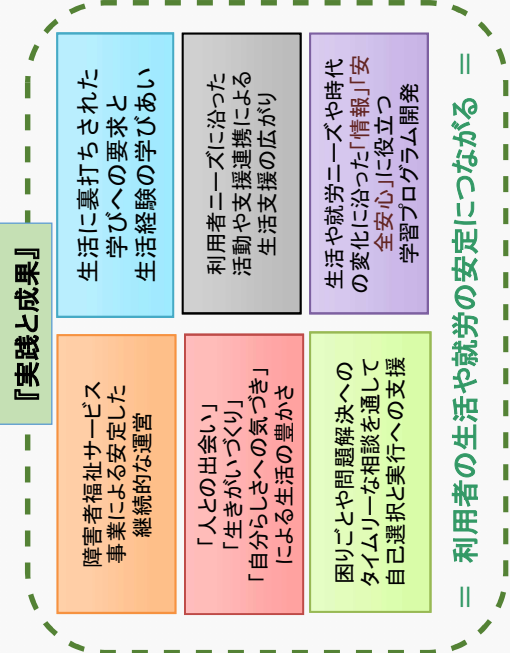 『実践と成果』
障害者福祉サービス
事業による安定した
継続的な運営
生活に裏打ちされた
学びへの要求と
生活経験の学びあい
「人との出会い」
「生きがいづくり」
「自分らしさへの気づき」
による生活の豊かさ
利用者ニーズに沿った
活動や支援連携による
生活支援の広がり
困りごとや問題解決への
タイムリーな相談を通して
自己選択と実行への支援
生活や就労ニーズや時代
の変化に沿った「情報」「安
全安心」に役立つ
学習プログラム開発
＝ 利用者の生活や就労の安定につながる ＝